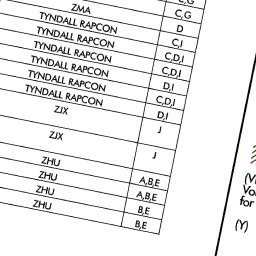 C,G
C,G
ZMA D
TYNDALL RAPCON C,I
TYNDALL RAPCON C,D,I
TYNDALL RAPCON C,D,I
TYNDALL RAPCON D,I
TYNDALL RAPCON C,D,I
TYNDALL RAPCON D,I
ZJX J
ZJX J
ZHU A,B,E
ZHU A,B,E
ZHU B,E
ZHU B,E
Vo
for
(Y)